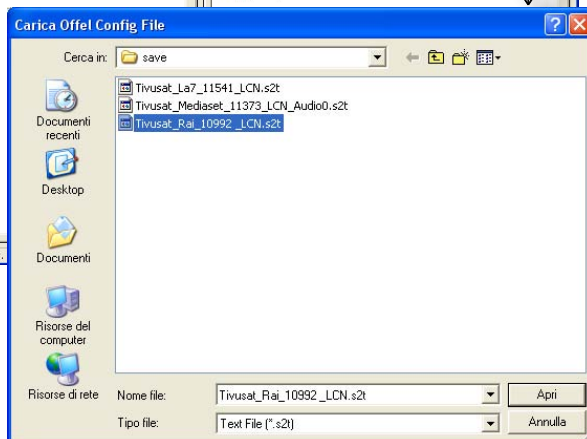 Carica Offel Config File
Cerca in: save
Tivusat_La7_11541_LCN.s2t
Tivusat_Mediaset_11373_LCN_Audio0.s2t
Tivusat_Rai_10992 _LCN.s2t
Documenti
recenti
Desktop
Documenti
Risorse del
computer
Risorse di rete
Nome file: Tivusat_Rai_10992 _LCN.s2t Apri
Tipo file: Text File (*.s2t) Annulla